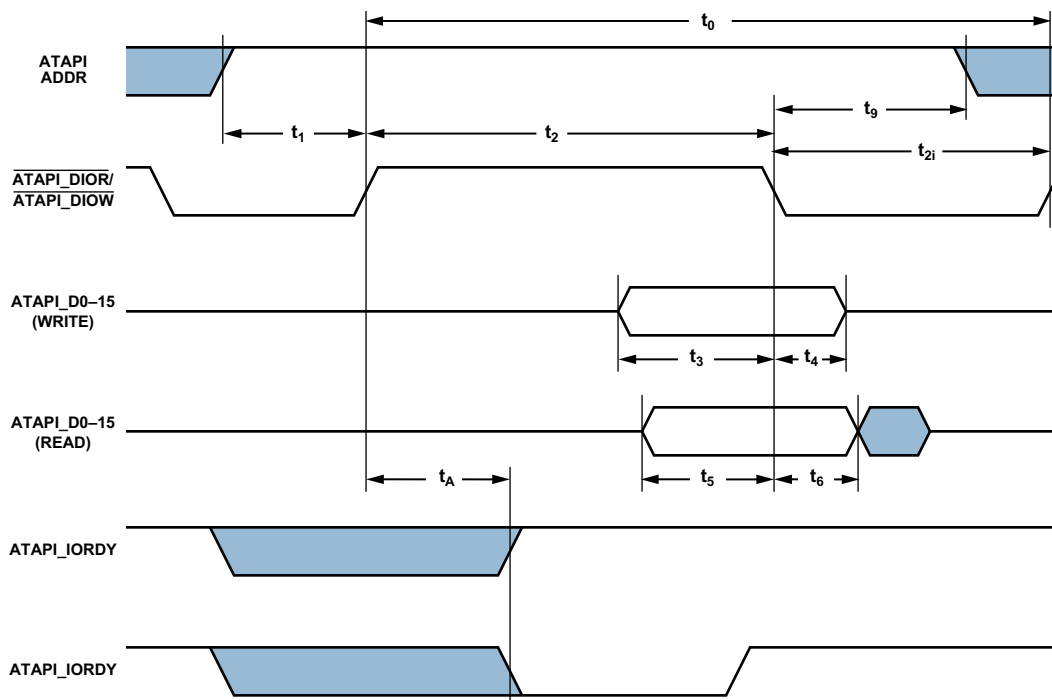 t0
ATAPI
ADDR
t9
t1
t2
t2i
ATAPI_DIOR/
ATAPI_DIOW
ATAPI_D0–15
(WRITE)
t3
t4
ATAPI_D0–15
(READ)
tA
t5
t6
ATAPI_IORDY
ATAPI_IORDY